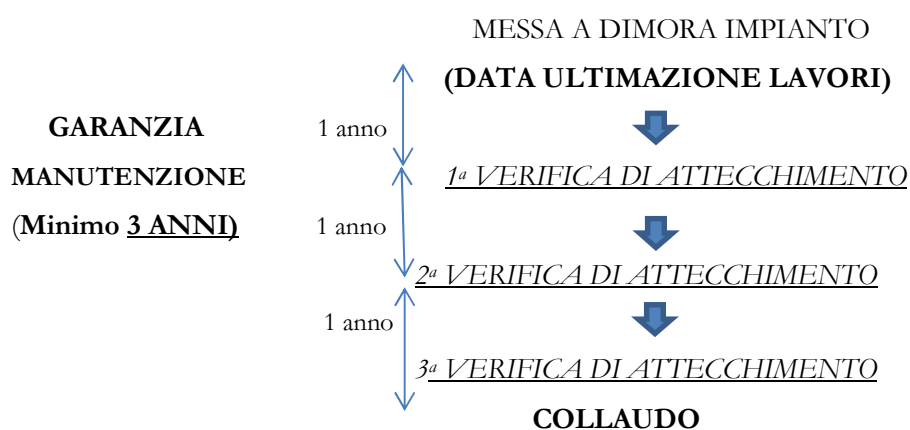 MESSA A DIMORA IMPIANTO
(DATA ULTIMAZIONE LAVORI)
GARANZIA
MANUTENZIONE
(Minimo 3 ANNI)
1 anno
1ª VERIFICA DI ATTECCHIMENTO
1 anno
2ª VERIFICA DI ATTECCHIMENTO
1 anno
3ª VERIFICA DI ATTECCHIMENTO
COLLAUDO